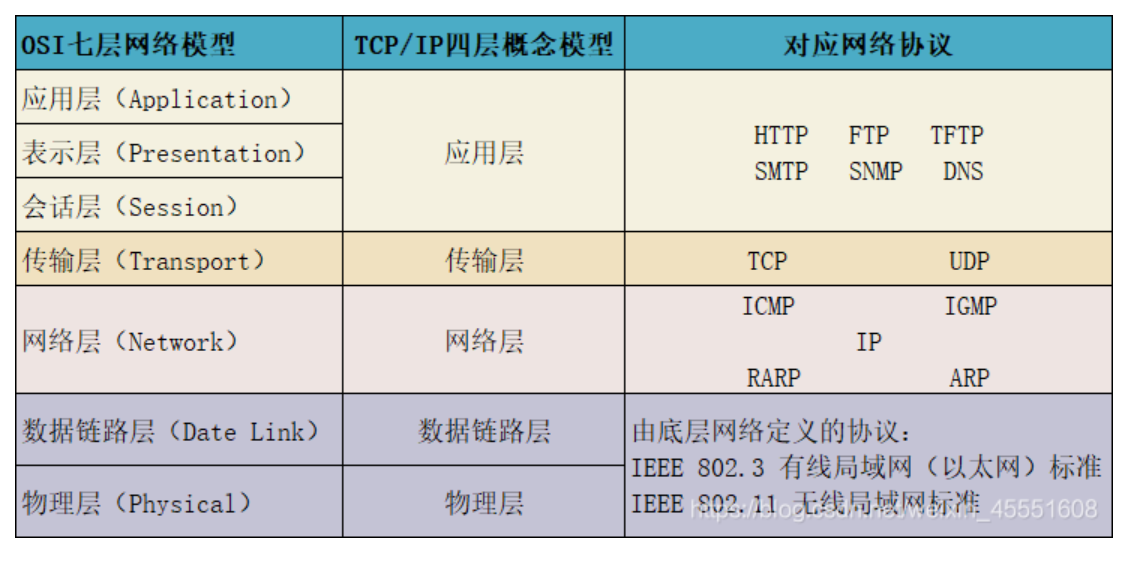 OSI七层网络模型 TCP/IP四层概念模型 对应网络协议
应用层（Application）
表示层（Presentation）
会话层（Session）
应用层
HTTP FTP TFTP
SMTP SNMP DNS
传输层（Transport） 传输层 TCP UDP
网络层（Network） 网络层
ICMP IGMP
IP
RARP ARP
数据链路层（Date Link） 数据链路层
物理层（Physical） 物理层
由底层网络定义的协议：
IEEE 802.3 有线局域网（以太网）标准
IEEE 802.11 无线局域网标准
https://blog.csdn.net/weixin_45551608